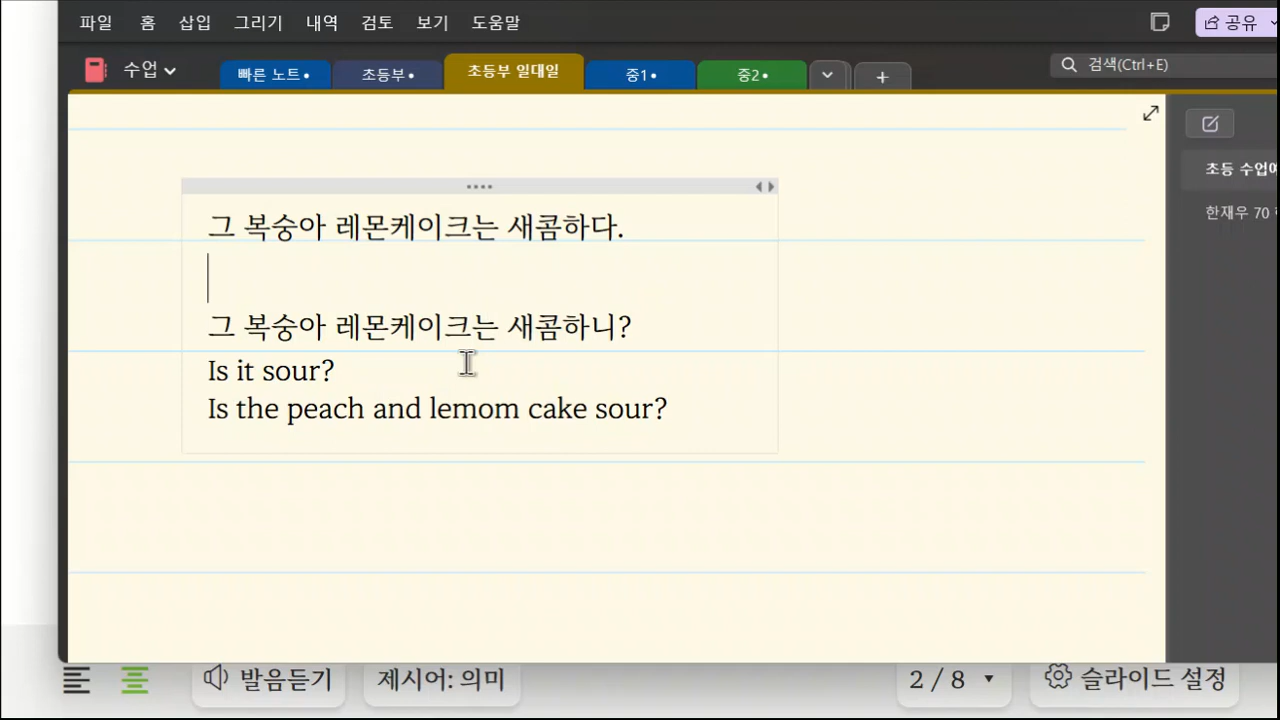 파일 홈 삽입 그리기 내역 검토 보기 도움말 공유
수업 빠른 노트 초등부 초등부 일대일 중1 중2 + 검색(Ctrl+E)
그 복숭아 레몬케이크는 새콤하다.
그 복숭아 레몬케이크는 새콤하니?
Is it sour?
Is the peach and lemom cake sour?
초등 수업예
한재우 70
발음듣기 제시어: 의미 2 / 8 슬라이드 설정